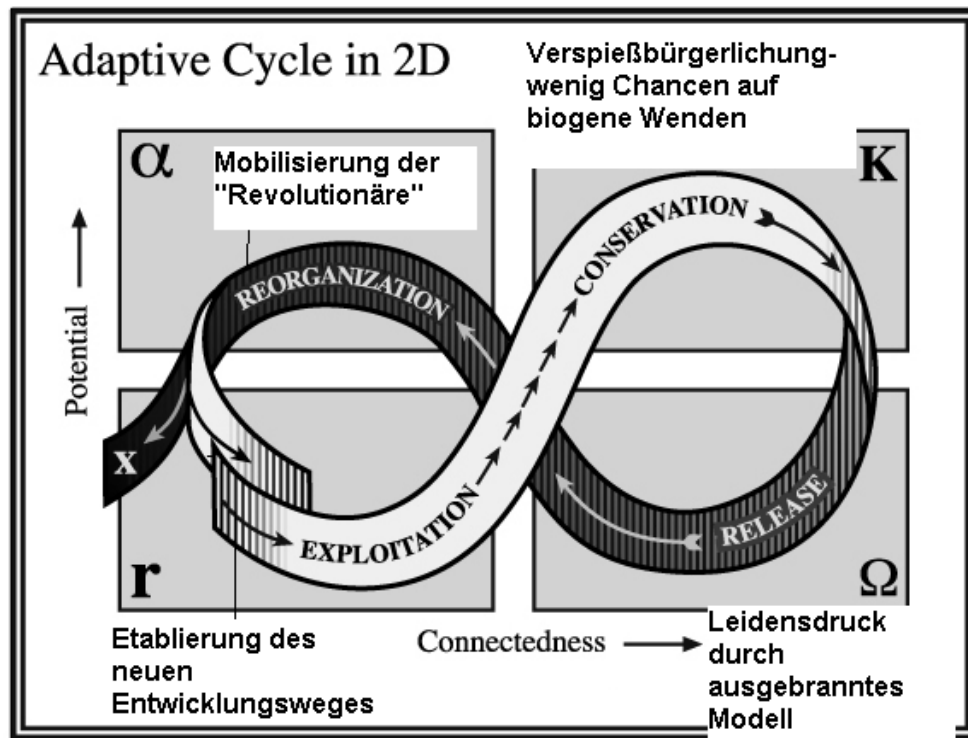 Adaptive Cycle in 2D
Verspießbürgerlichung-
wenig Chancen auf
biogene Wenden
α
Mobilisierung der
"Revolutionäre"
K
REORGANIZATION
CONSERVATION
Potential
x
EXPLOITATION
RELEASE
r
Ω
Etablierung des
neuen
Entwicklungsweges
Connectedness
Leidensdruck
durch
ausgebranntes
Modell